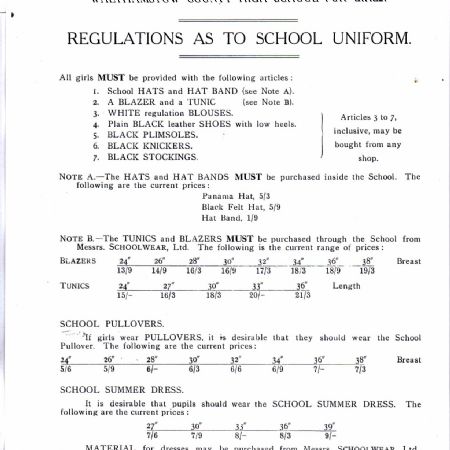 REGULATIONS AS TO SCHOOL UNIFORM.
All girls MUST be provided with the following articles :
1. School HATS and HAT BAND (see Note A).
2. A BLAZER and a TUNIC (see Note B).
3. WHITE regulation BLOUSES.
4. Plain BLACK leather SHOES with low heels.
5. BLACK PLIMSOLES.
6. BLACK KNICKERS.
7. BLACK STOCKINGS.
Articles 3 to 7,
inclusive, may be
bought from any
shop.
NOTE A.—The HATS and HAT BANDS MUST be purchased inside the School. The
following are the current prices :
Panama Hat, 5/3
Black Felt Hat, 5/9
Hat Band, 1/9
NOTE B.—The TUNICS and BLAZERS MUST be purchased through the School from
Messrs. SCHOOLWEAR, Ltd. The following is the current range of prices :
BLAZERS 24" 26" 28" 30" 32" 34" 36" 38" Breast
13/9 14/9 16/3 16/9 17/3 18/3 18/9 19/3
TUNICS 24" 27" 30" 33" 36" Length
15/- 16/3 18/3 20/- 21/3
SCHOOL PULLOVERS.
If girls wear PULLOVERS, it is desirable that they should wear the School
Pullover. The following are the current prices :
24" 26" 28" 30" 32" 34" 36" 38" Breast
5/6 5/9 6/- 6/3 6/6 6/9 7/- 7/3
SCHOOL SUMMER DRESS.
It is desirable that pupils should wear the SCHOOL SUMMER DRESS. The
following are the current prices :
27" 30" 33" 36" 39"
7/6 7/9 8/- 8/3 9/-
MATERIAL for dresses may be purchased from Messrs. SCHOOLWEAR, Ltd.